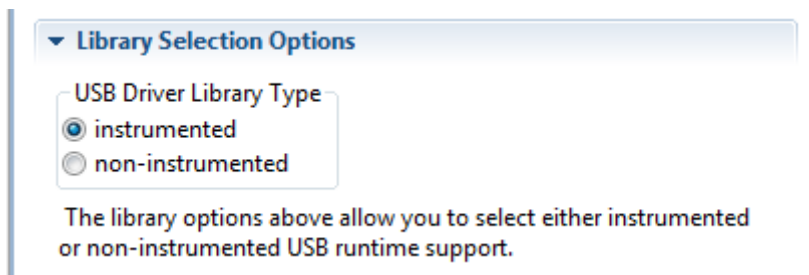 Library Selection Options
USB Driver Library Type
instrumented
non-instrumented
The library options above allow you to select either instrumented
or non-instrumented USB runtime support.